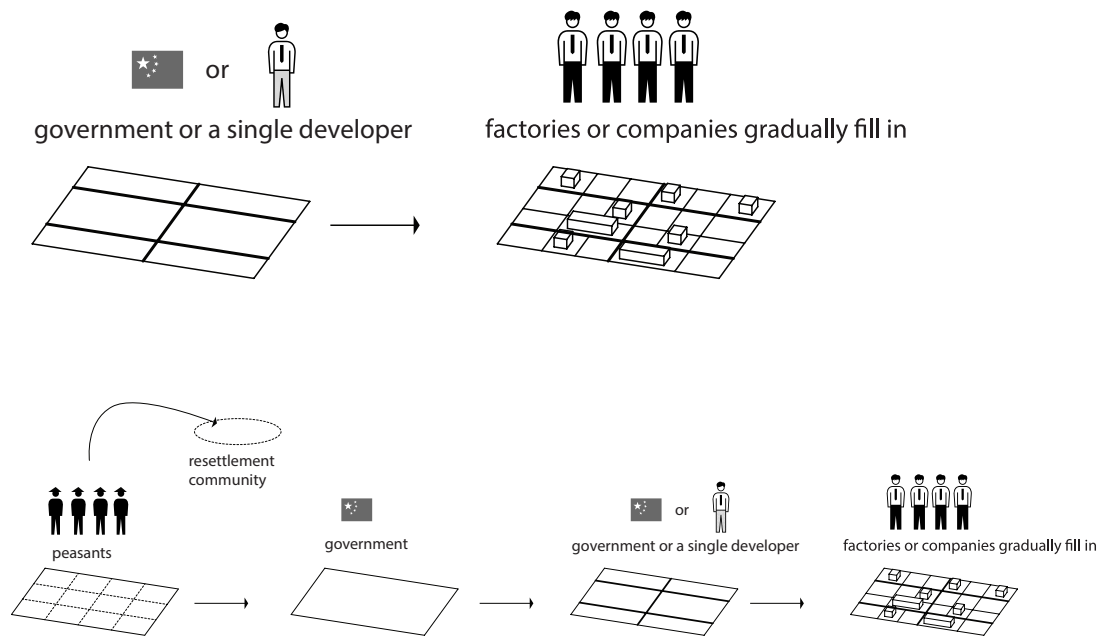 or
government or a single developer
factories or companies gradually fill in
resettlement
community
peasants
government
or
government or a single developer
factories or companies gradually fill in